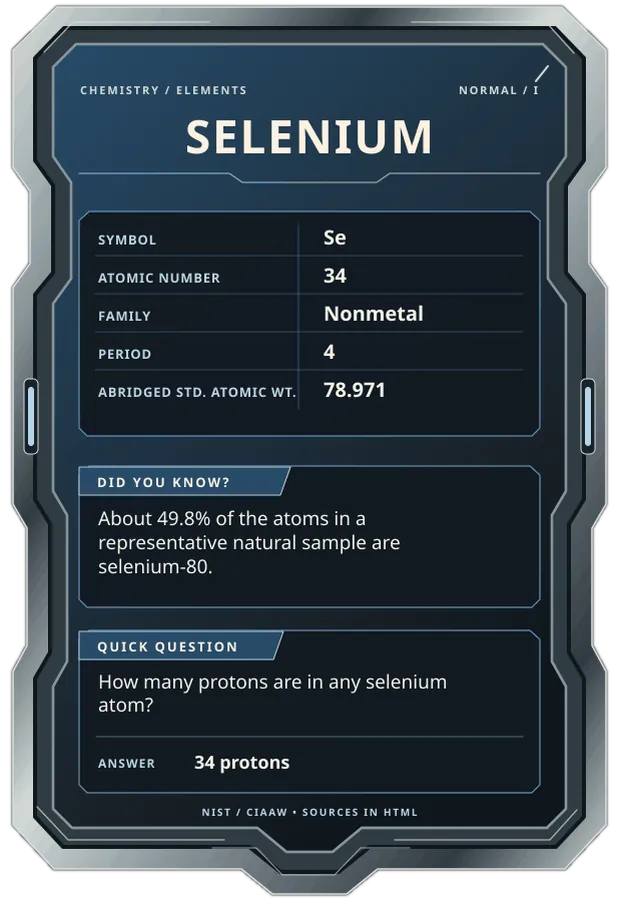 CHEMISTRY / ELEMENTS
NORMAL / I
SELENIUM
SYMBOL Se
ATOMIC NUMBER 34
FAMILY Nonmetal
PERIOD 4
ABRIDGED STD. ATOMIC WT. 78.971
DID YOU KNOW?
About 49.8% of the atoms in a
representative natural sample are
selenium-80.
QUICK QUESTION
How many protons are in any selenium
atom?
ANSWER 34 protons
NIST / CIAAW • SOURCES IN HTML